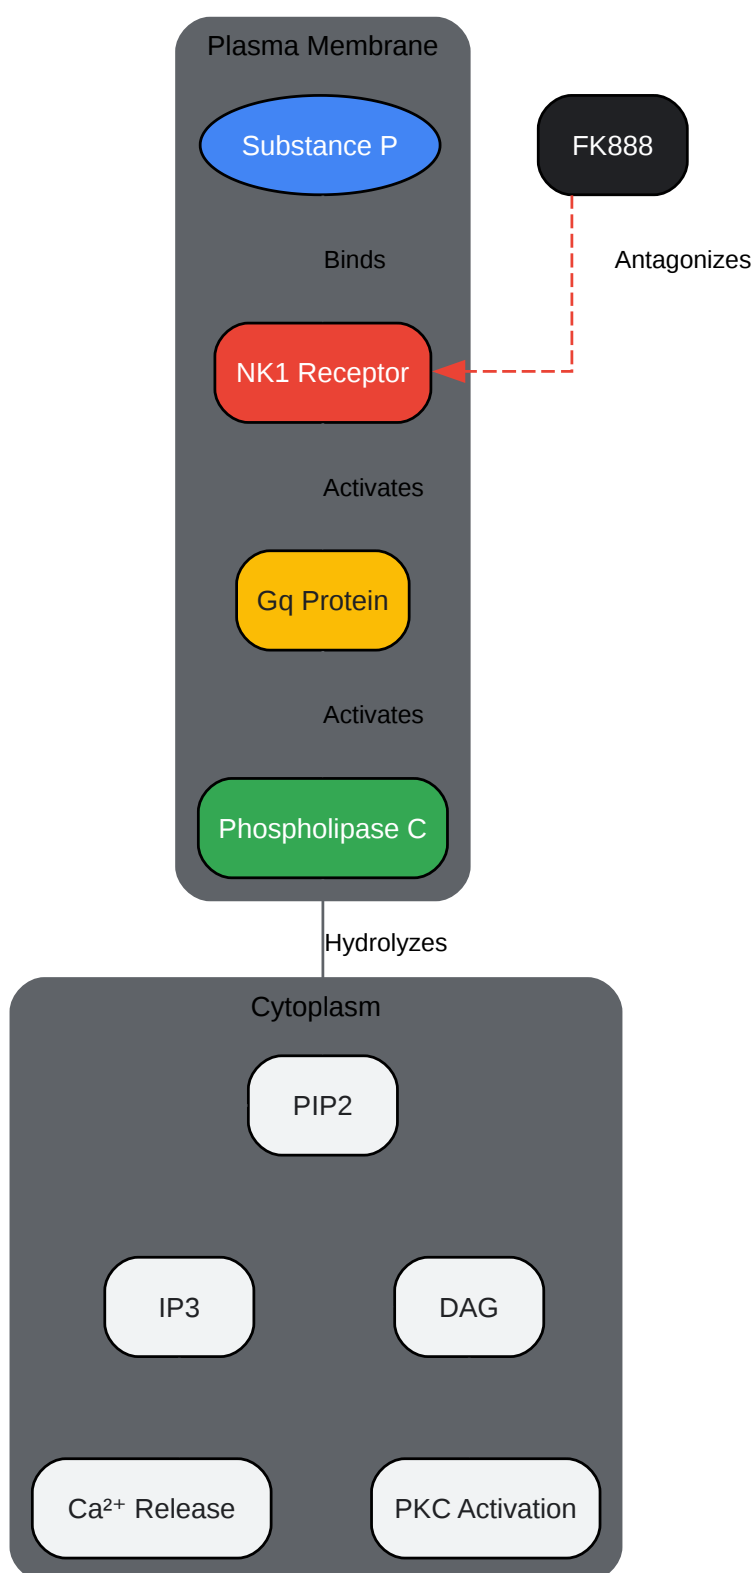 Plasma Membrane
Substance P
FK888
Binds
Antagonizes
NK1 Receptor
Activates
Gq Protein
Activates
Phospholipase C
Hydrolyzes
Cytoplasm
PIP2
IP3
DAG
Ca²⁺ Release
PKC Activation